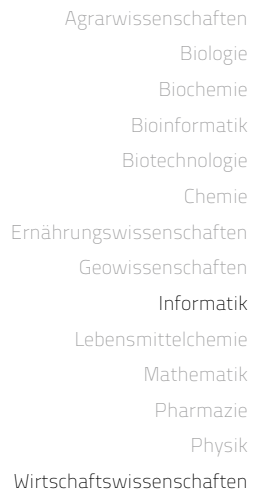 Agrarwissenschaften
Biologie
Biochemie
Bioinformatik
Biotechnologie
Chemie
Ernährungswissenschaften
Geowissenschaften
Informatik
Lebensmittelchemie
Mathematik
Pharmazie
Physik
Wirtschaftswissenschaften